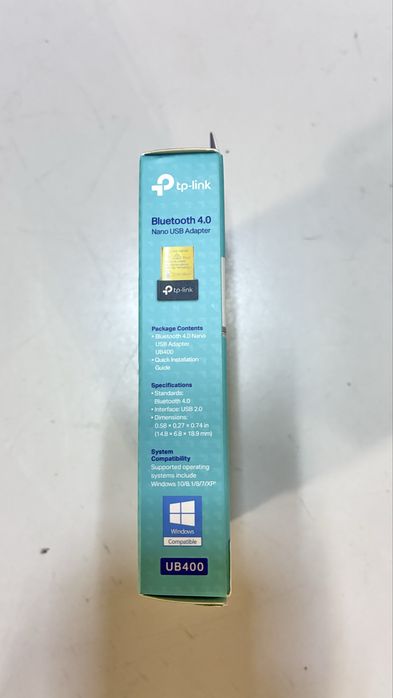 tp-link
Bluetooth 4.0
Nano USB Adapter
tp-link
Package Contents
• Bluetooth 4.0 Nano
USB Adapter
UB400
• Quick Installation
Guide
Specifications
• Standards:
Bluetooth 4.0
• Interface: USB 2.0
• Dimensions:
0.58 × 0.27 × 0.74 in
(14.8 × 6.8 × 18.9 mm)
System
Compatibility
Supported operating
systems include
Windows 10/8.1/8/7/XP
Windows
Compatible
UB400